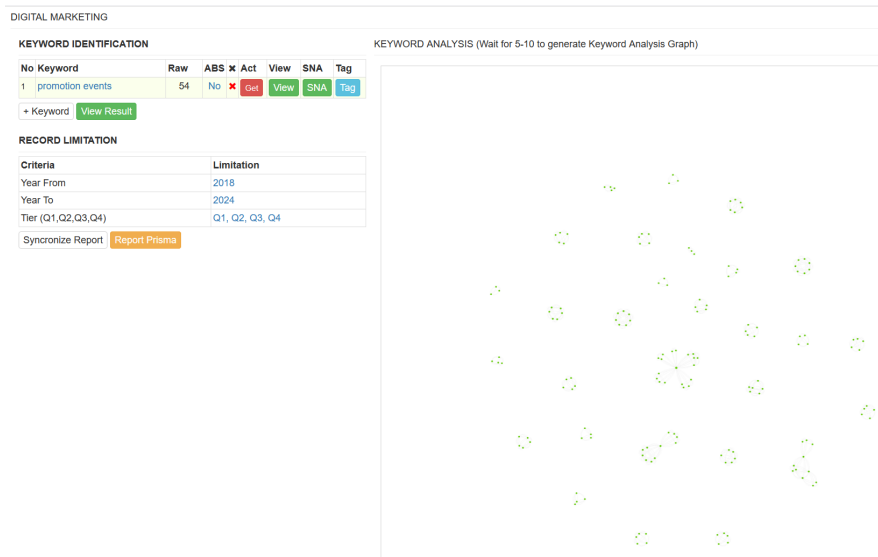 DIGITAL MARKETING
KEYWORD IDENTIFICATION
No Keyword Raw ABS ✖ Act View SNA Tag
1 promotion events 54 No ✖ Get View SNA Tag
+ Keyword View Result
RECORD LIMITATION
Criteria Limitation
Year From 2018
Year To 2024
Tier (Q1,Q2,Q3,Q4) Q1, Q2, Q3, Q4
Syncronize Report Report Prisma
KEYWORD ANALYSIS (Wait for 5-10 to generate Keyword Analysis Graph)